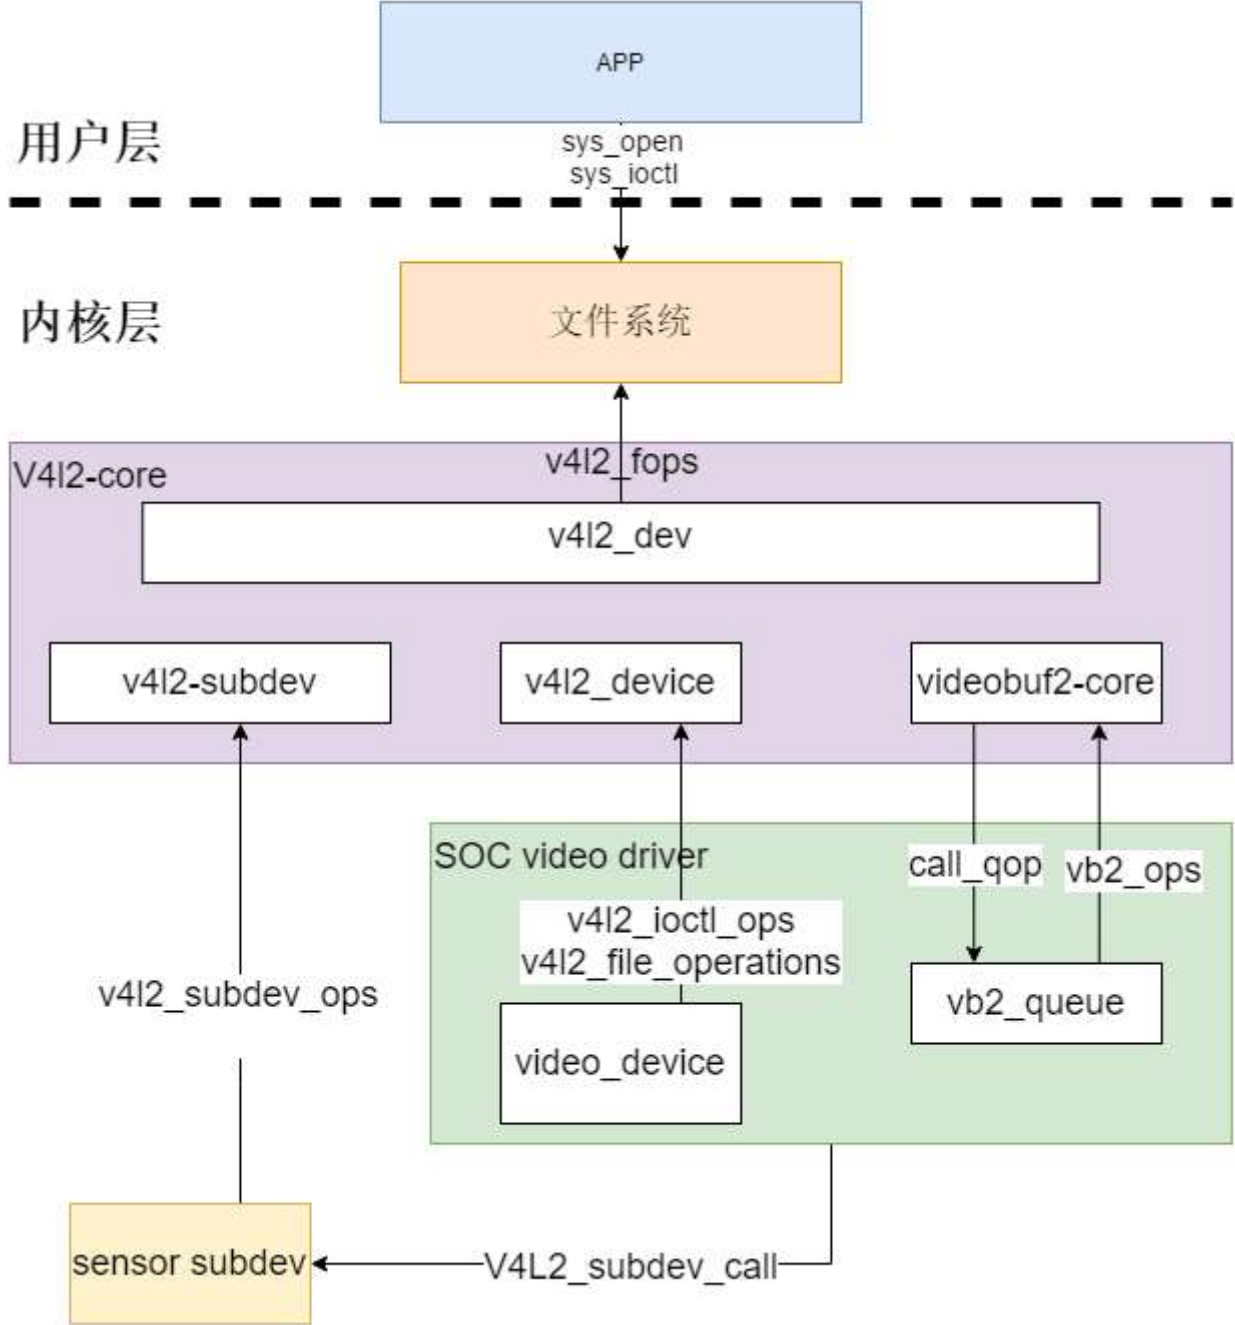 APP
用户层
sys_open
sys_ioctl
内核层
文件系统
V4l2-core
v4l2_fops
v4l2_dev
v4l2-subdev
v4l2_device
videobuf2-core
SOC video driver
call_qop
vb2_ops
v4l2_ioctl_ops
v4l2_file_operations
v4l2_subdev_ops
vb2_queue
video_device
sensor subdev
V4L2_subdev_call